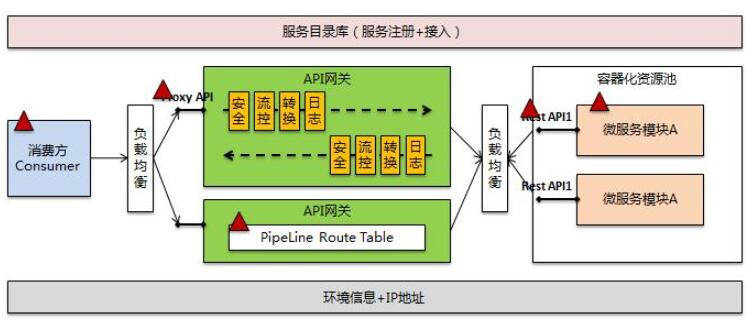 服务目录库（服务注册+接入）
API网关
容器化资源池
Proxy API
安全
流控
转换
日志
Rest API1
微服务模块A
消费方
Consumer
负载均衡
负载均衡
安全
流控
转换
日志
Rest API1
微服务模块A
API网关
PipeLine Route Table
环境信息+IP地址